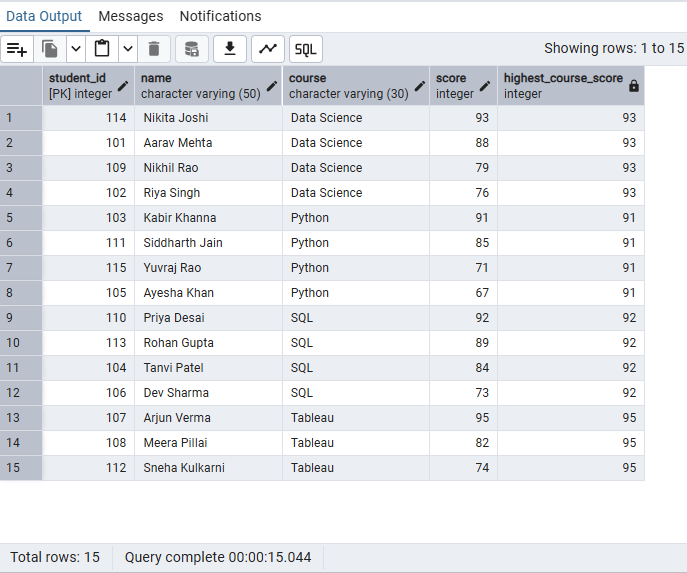 Data Output Messages Notifications
SQL Showing rows: 1 to 15
student_id name course score highest_course_score
[PK] integer character varying (50) character varying (30) integer integer
1 114 Nikita Joshi Data Science 93 93
2 101 Aarav Mehta Data Science 88 93
3 109 Nikhil Rao Data Science 79 93
4 102 Riya Singh Data Science 76 93
5 103 Kabir Khanna Python 91 91
6 111 Siddharth Jain Python 85 91
7 115 Yuvraj Rao Python 71 91
8 105 Ayesha Khan Python 67 91
9 110 Priya Desai SQL 92 92
10 113 Rohan Gupta SQL 89 92
11 104 Tanvi Patel SQL 84 92
12 106 Dev Sharma SQL 73 92
13 107 Arjun Verma Tableau 95 95
14 108 Meera Pillai Tableau 82 95
15 112 Sneha Kulkarni Tableau 74 95
Total rows: 15 Query complete 00:00:15.044